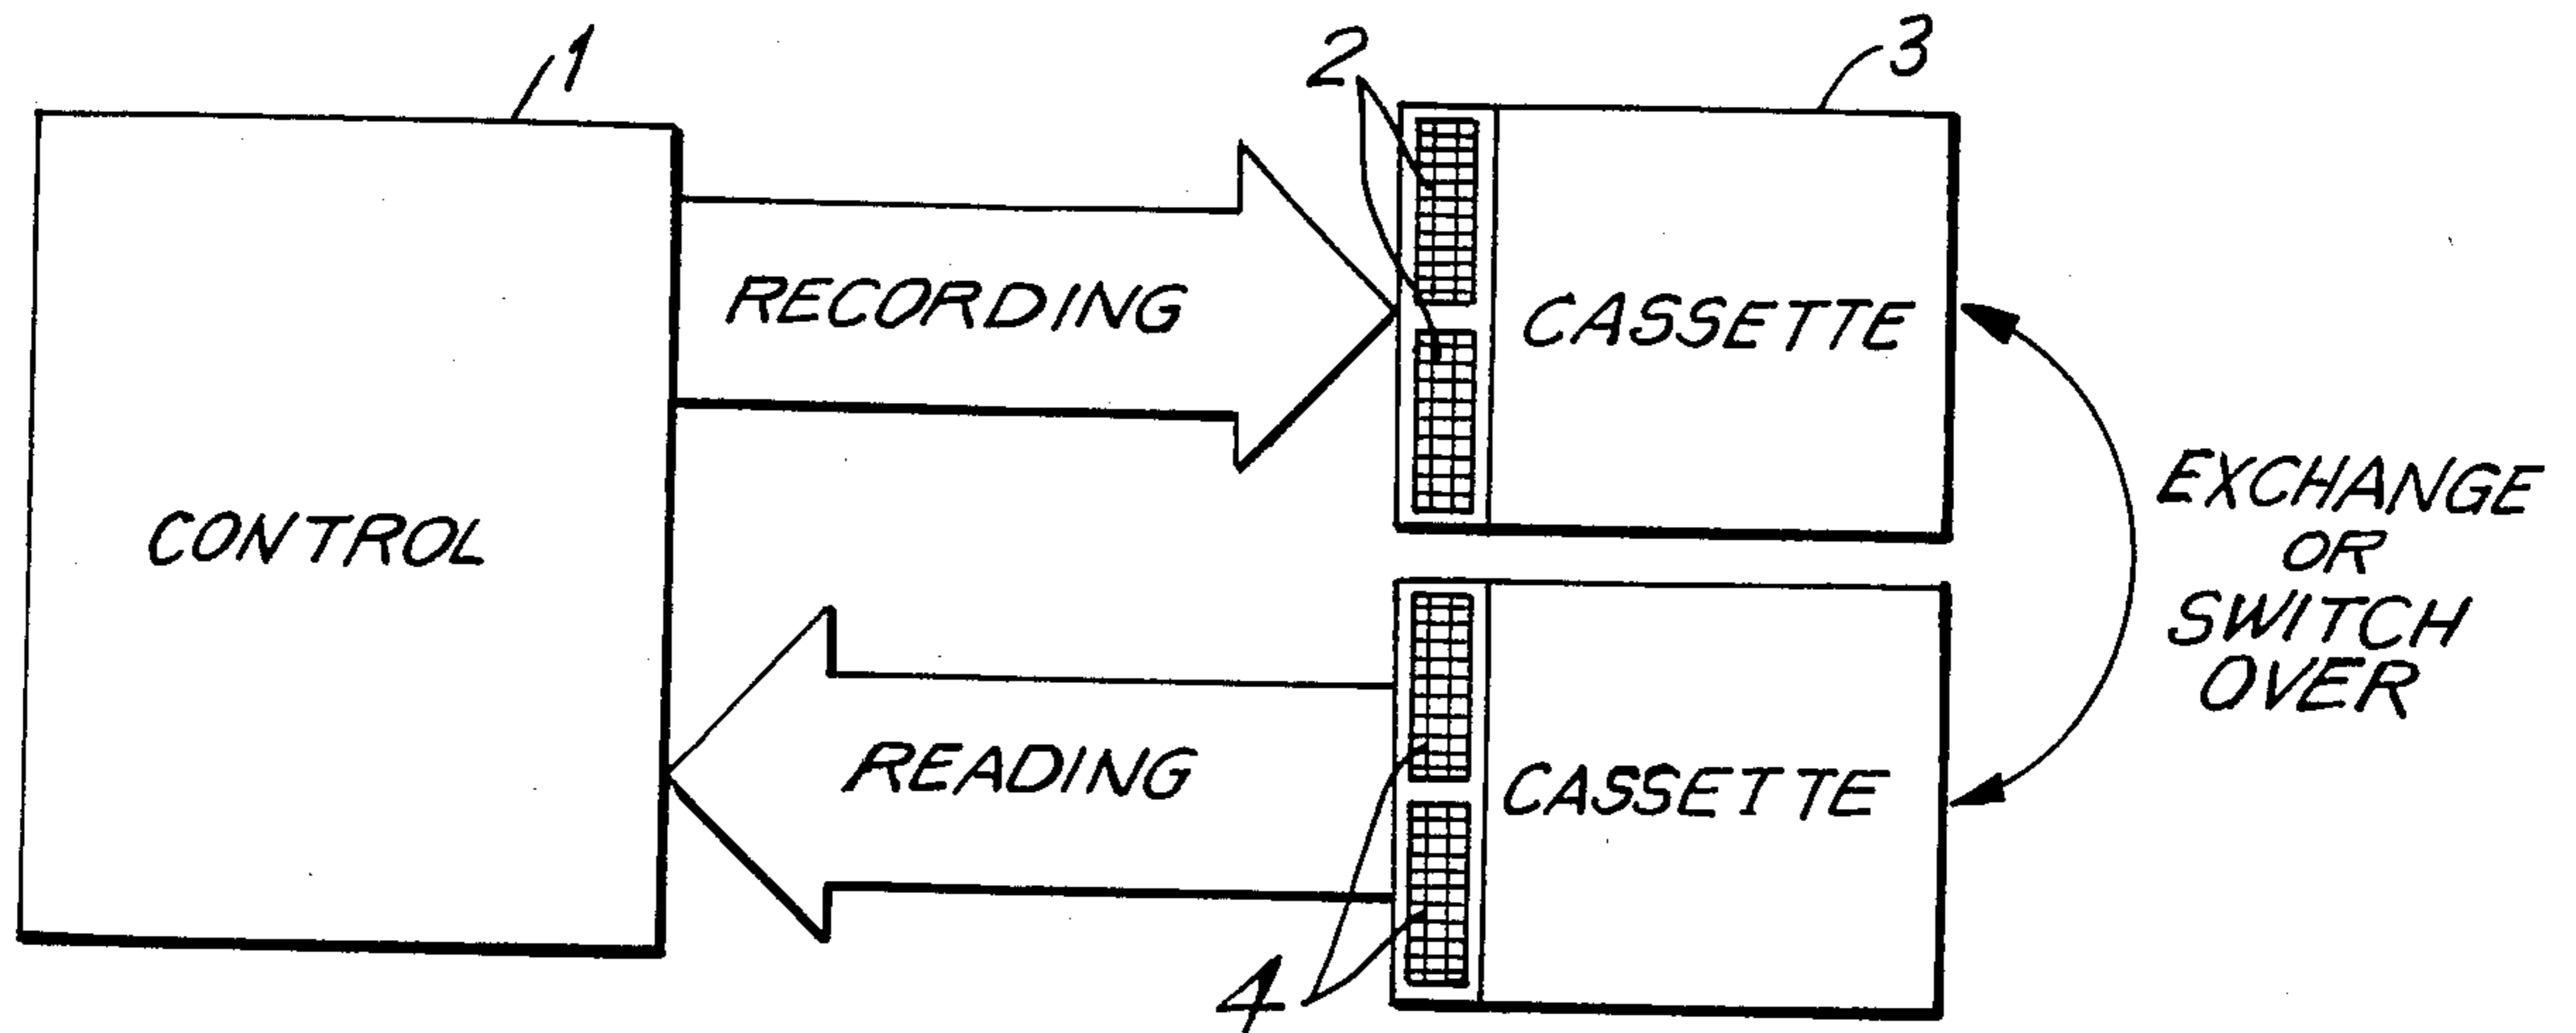 1
2
3
RECORDING
CASSETTE
CONTROL
EXCHANGE
OR
SWITCH
OVER
READING
CASSETTE
4